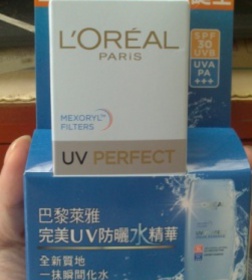 L'ORÉAL
PARIS
MEXORYL
FILTERS
UV PERFECT
SPF
30
UVB
UVA
PA
+++
巴黎萊雅
完美UV防曬水精華
全新質地
一抹瞬間化水
L'ORÉAL